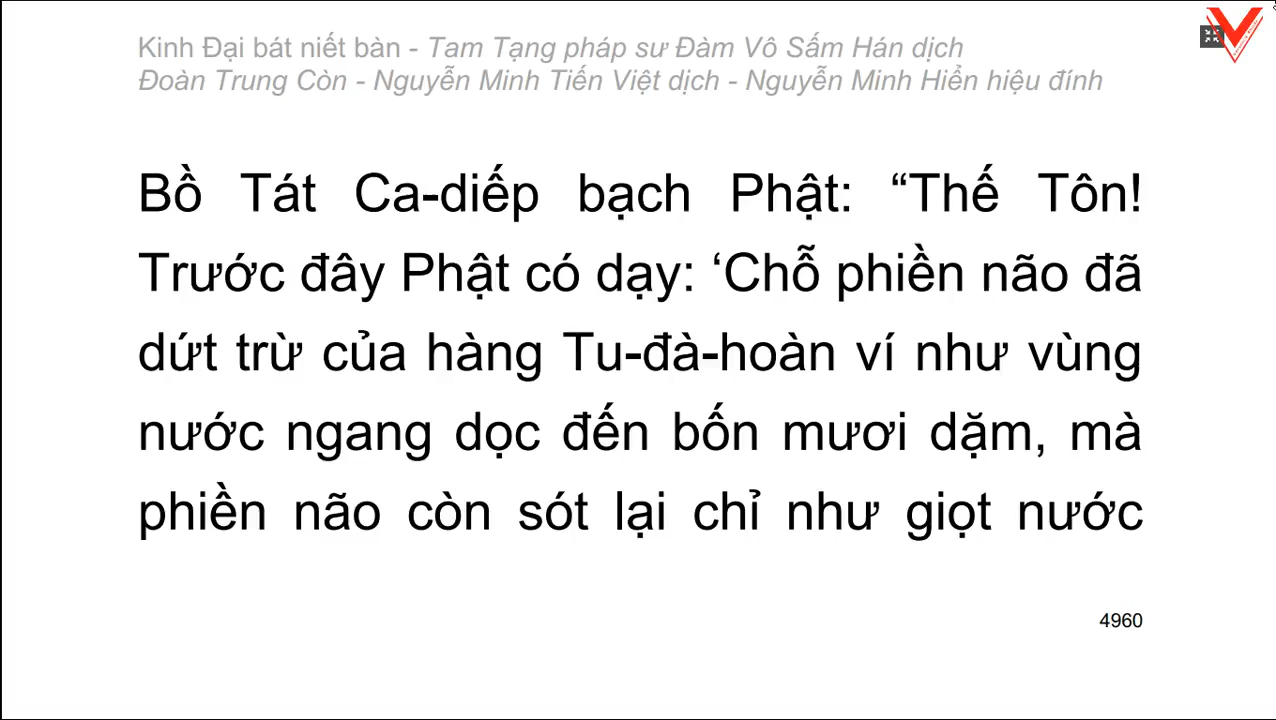 Kinh Đại bát niết bàn - Tam Tạng pháp sư Đàm Vô Sấm Hán dịch
Đoàn Trung Còn - Nguyễn Minh Tiến Việt dịch - Nguyễn Minh Hiển hiệu đính
Bồ Tát Ca-diếp bạch Phật: “Thế Tôn!
Trước đây Phật có dạy: ‘Chỗ phiền não đã
dứt trừ của hàng Tu-đà-hoàn ví như vùng
nước ngang dọc đến bốn mươi dặm, mà
phiền não còn sót lại chỉ như giọt nước
4960